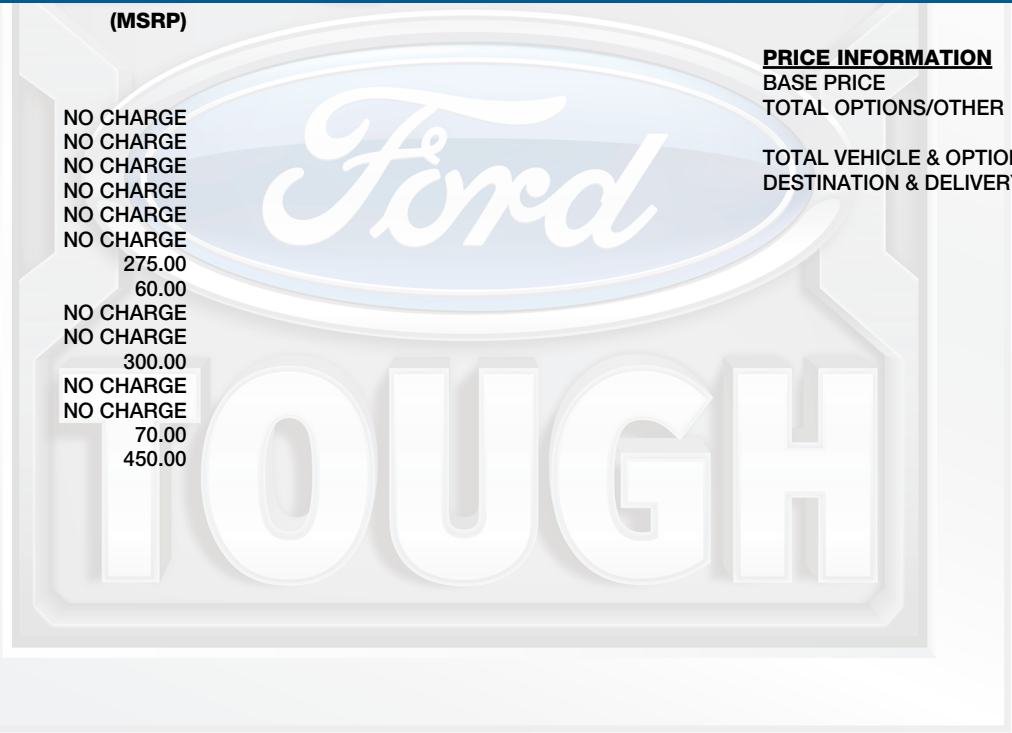 (MSRP)
NO CHARGE
NO CHARGE
NO CHARGE
NO CHARGE
NO CHARGE
NO CHARGE
275.00
60.00
NO CHARGE
NO CHARGE
300.00
NO CHARGE
NO CHARGE
70.00
450.00
PRICE INFORMATION
BASE PRICE
TOTAL OPTIONS/OTHER
TOTAL VEHICLE & OPTION
DESTINATION & DELIVERY
Ford
TOUGH